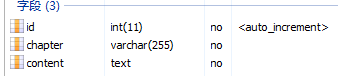 字段 (3)
id int(11) no <auto_increment>
chapter varchar(255) no
content text no